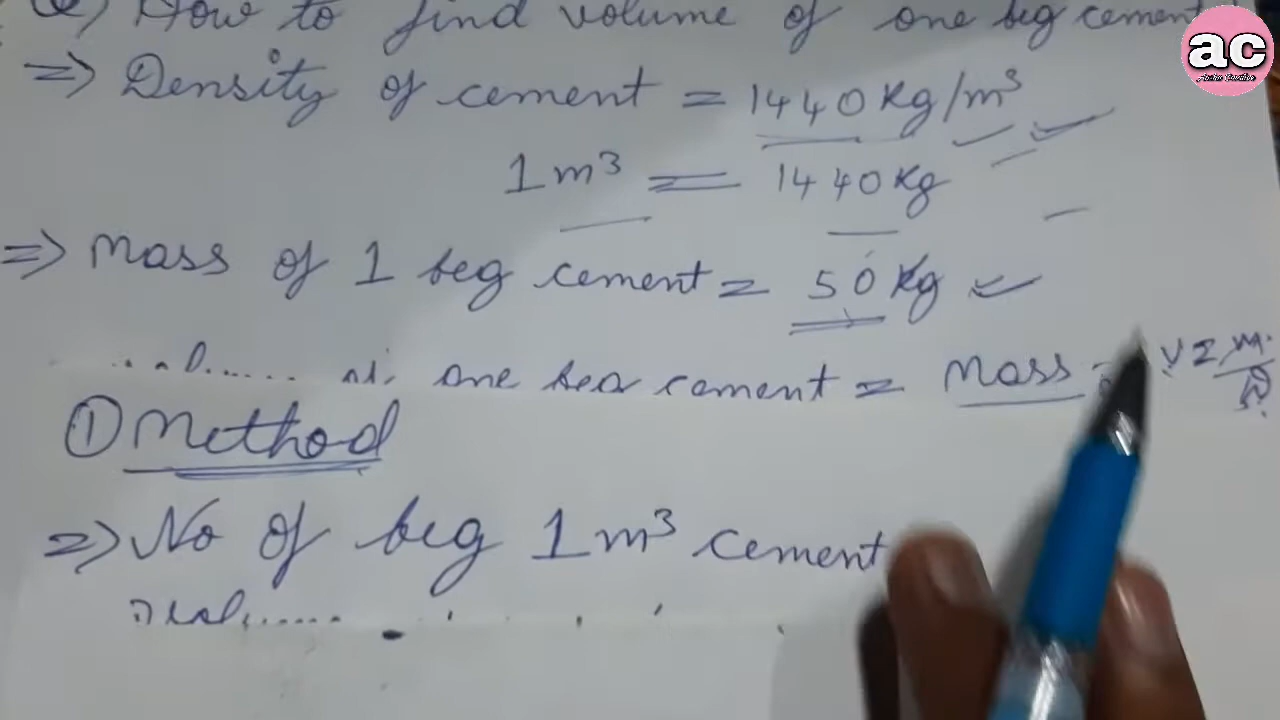 How to find volume of one beg cement
=> Density of cement = 1440 Kg/m³
1m³ = 1440 Kg
=> Mass of 1 beg cement = 50 Kg
one beg cement = Mass
V =
① Method
=> No of beg 1m³ cement
ac